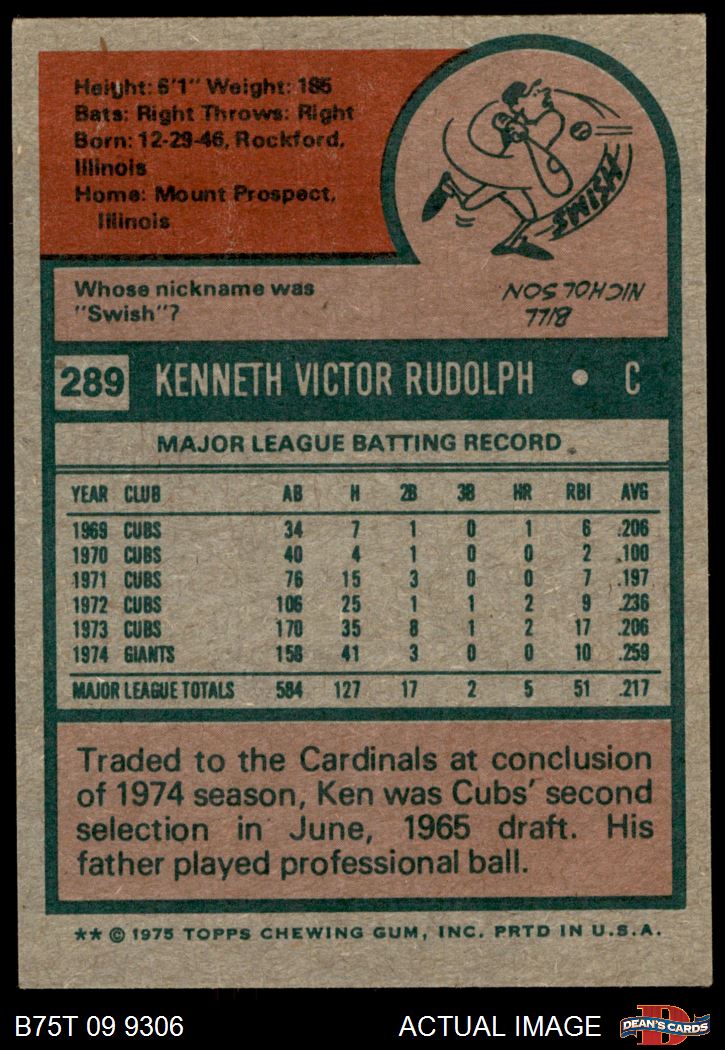 Height: 6'1" Weight: 185
Bats: Right Throws: Right
Born: 12-29-46, Rockford,
Illinois
Home: Mount Prospect,
Illinois
SWISH
Whose nickname was
"Swish"?
BILL
NICHOLSON
289 KENNETH VICTOR RUDOLPH • C
MAJOR LEAGUE BATTING RECORD
YEAR CLUB AB H 2B 3B HR RBI AVG
1969 CUBS 34 7 1 0 1 6 .206
1970 CUBS 40 4 1 0 0 2 .100
1971 CUBS 76 15 3 0 0 7 .197
1972 CUBS 106 25 1 1 2 9 .236
1973 CUBS 170 35 8 1 2 17 .206
1974 GIANTS 158 41 3 0 0 10 .259
MAJOR LEAGUE TOTALS 584 127 17 2 5 51 .217
Traded to the Cardinals at conclusion
of 1974 season, Ken was Cubs' second
selection in June, 1965 draft. His
father played professional ball.
** © 1975 TOPPS CHEWING GUM, INC. PRTD IN U.S.A.
B75T 09 9306 ACTUAL IMAGE
D
DEAN'S CARDS